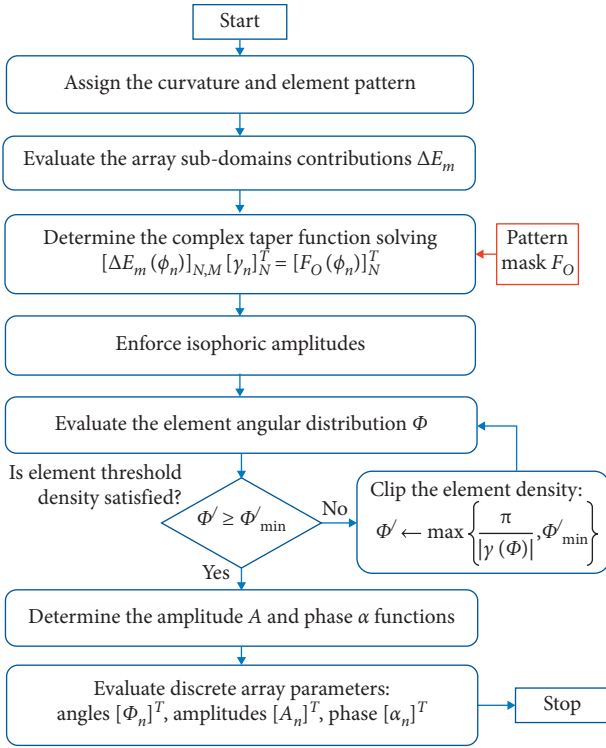 Start
Assign the curvature and element pattern
Evaluate the array sub-domains contributions ΔE_m
Determine the complex taper function solving
[ΔE_m (ϕ_n)]_{N,M} [γ_n]_N^T = [F_O (ϕ_n)]_N^T
Pattern
mask F_O
Enforce isophoric amplitudes
Evaluate the element angular distribution Φ
Is element threshold
density satisfied?
Φ′ ≥ Φ′_min
No
Clip the element density:
Φ′ ← max { π / |γ (Φ)| , Φ′_min }
Yes
Determine the amplitude A and phase α functions
Evaluate discrete array parameters:
angles [Φ_n]^T, amplitudes [A_n]^T, phase [α_n]^T
Stop